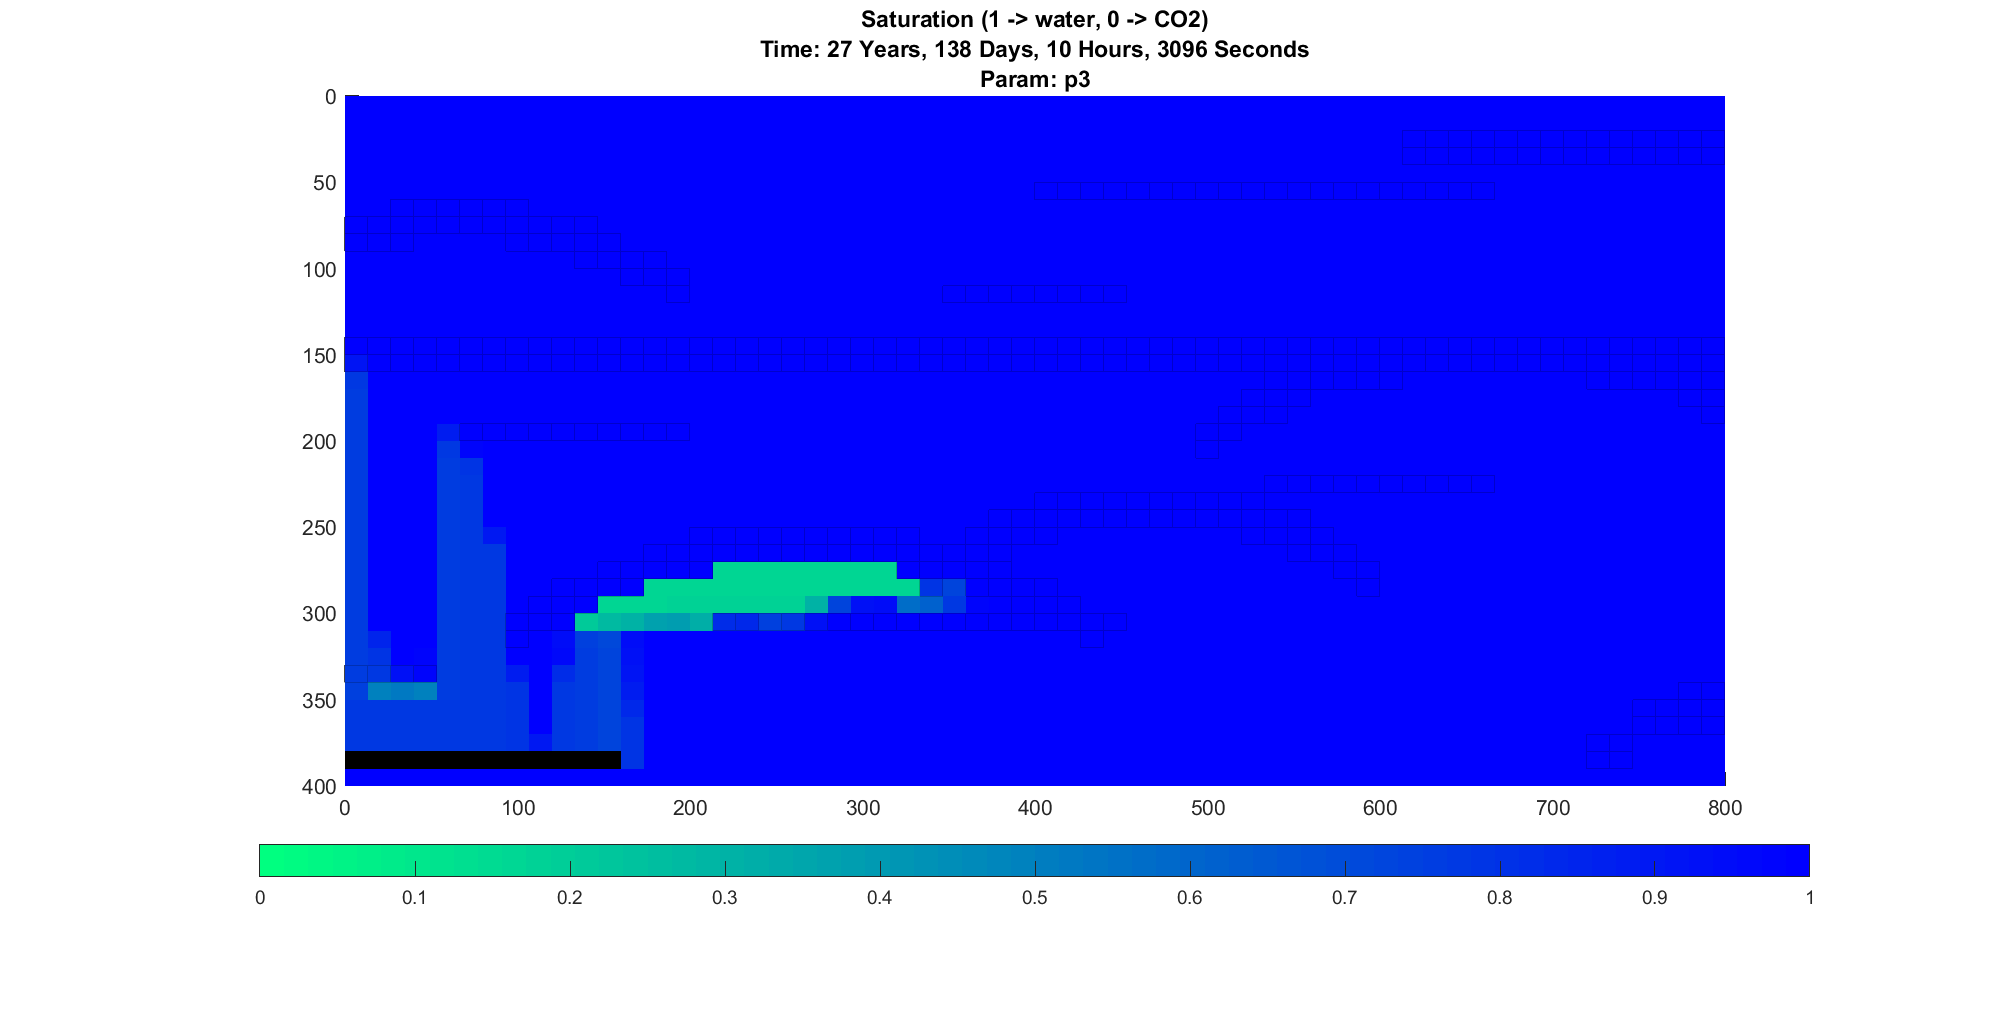 Saturation (1 -> water, 0 -> CO2)
Time: 27 Years, 138 Days, 10 Hours, 3096 Seconds
Param: p3
0
50
100
150
200
250
300
350
400
0 100 200 300 400 500 600 700 800
0 0.1 0.2 0.3 0.4 0.5 0.6 0.7 0.8 0.9 1